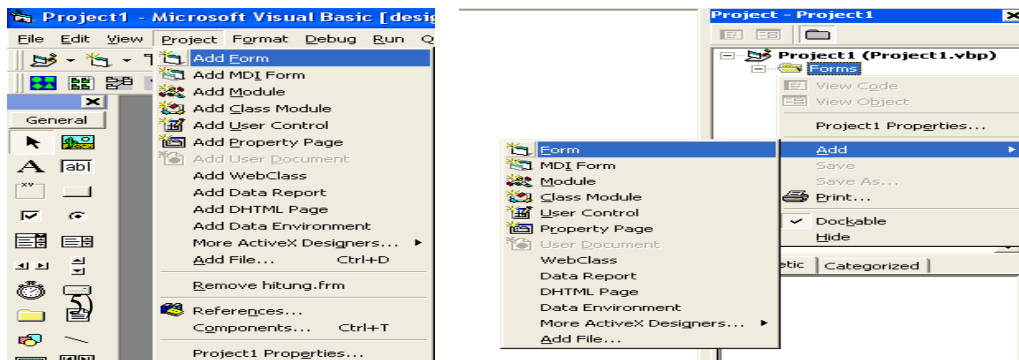 Project1 - Microsoft Visual Basic [desig
File Edit View Project Format Debug Run Q
Add Form
Add MDI Form
Add Module
Add Class Module
Add User Control
Add Property Page
Add User Document
Add WebClass
Add Data Report
Add DHTML Page
Add Data Environment
More ActiveX Designers...
Add File... Ctrl+D
Remove hitung.frm
References...
Components... Ctrl+T
Project1 Properties...
General
A abl
xv
5)
Project - Project1
Project1 (Project1.vbp)
Forms
View Code
View Object
Project1 Properties...
Add
Save
Save As...
Print...
Dockable
Hide
etic Categorized
Form
MDI Form
Module
Class Module
User Control
Property Page
User Document
WebClass
Data Report
DHTML Page
Data Environment
More ActiveX Designers...
Add File...